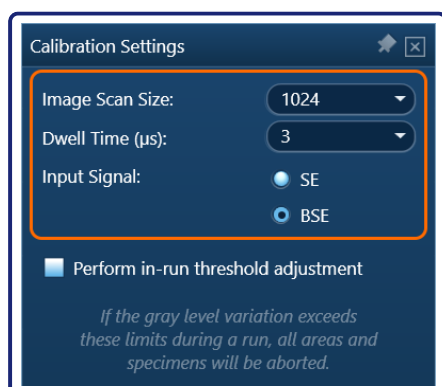 Calibration Settings
Image Scan Size: 1024
Dwell Time (µs): 3
Input Signal: SE
BSE
Perform in-run threshold adjustment
If the gray level variation exceeds
these limits during a run, all areas and
specimens will be aborted.